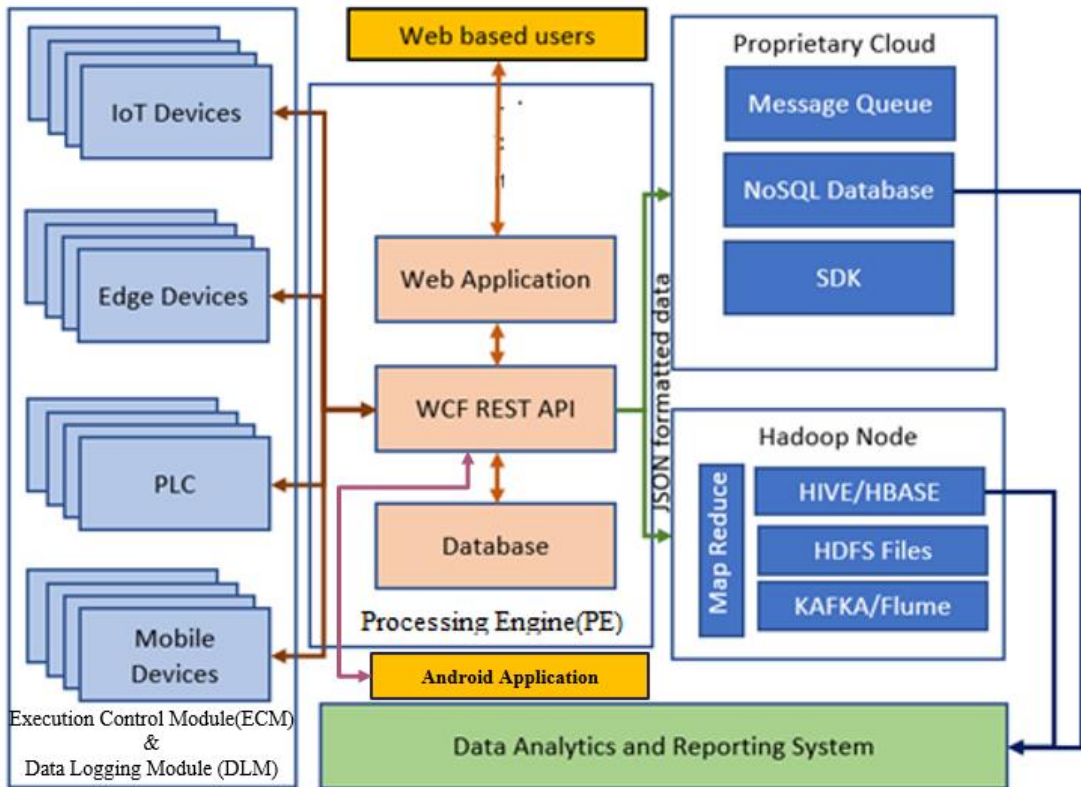 IoT Devices
Edge Devices
PLC
Mobile
Devices
Execution Control Module(ECM)
&
Data Logging Module (DLM)
Web based users
Web Application
WCF REST API
Database
Processing Engine(PE)
Android Application
JSON formatted data
Proprietary Cloud
Message Queue
NoSQL Database
SDK
Hadoop Node
Map Reduce
HIVE/HBASE
HDFS Files
KAFKA/Flume
Data Analytics and Reporting System